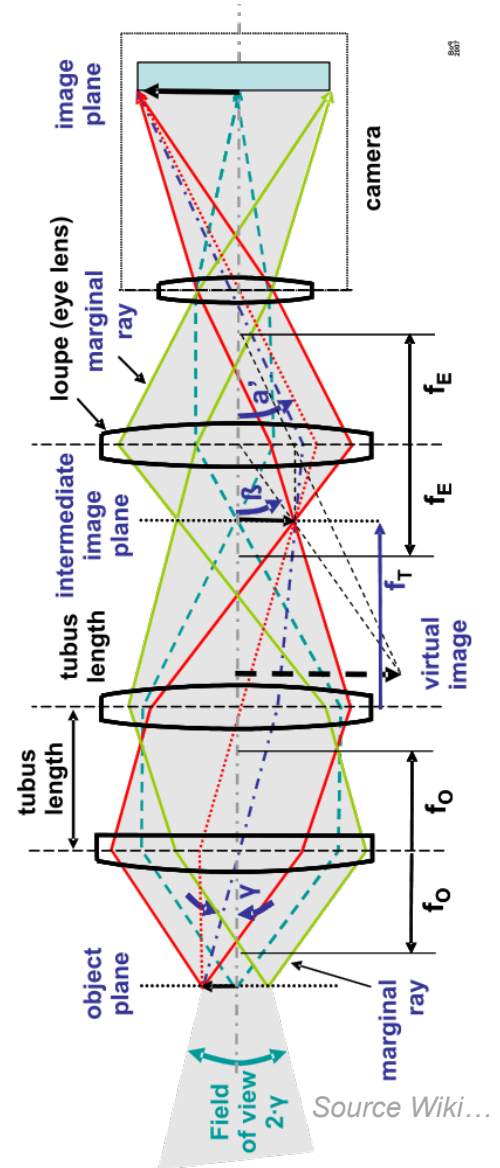 image
plane
camera
loupe (eye lens)
marginal
ray
a'
f_E
f_E
intermediate
image plane
ß
f_T
tubus
length
virtual
image
tubus
length
f_O
f_O
γ
object
plane
marginal
ray
Field
of view
2·γ
Source Wiki…